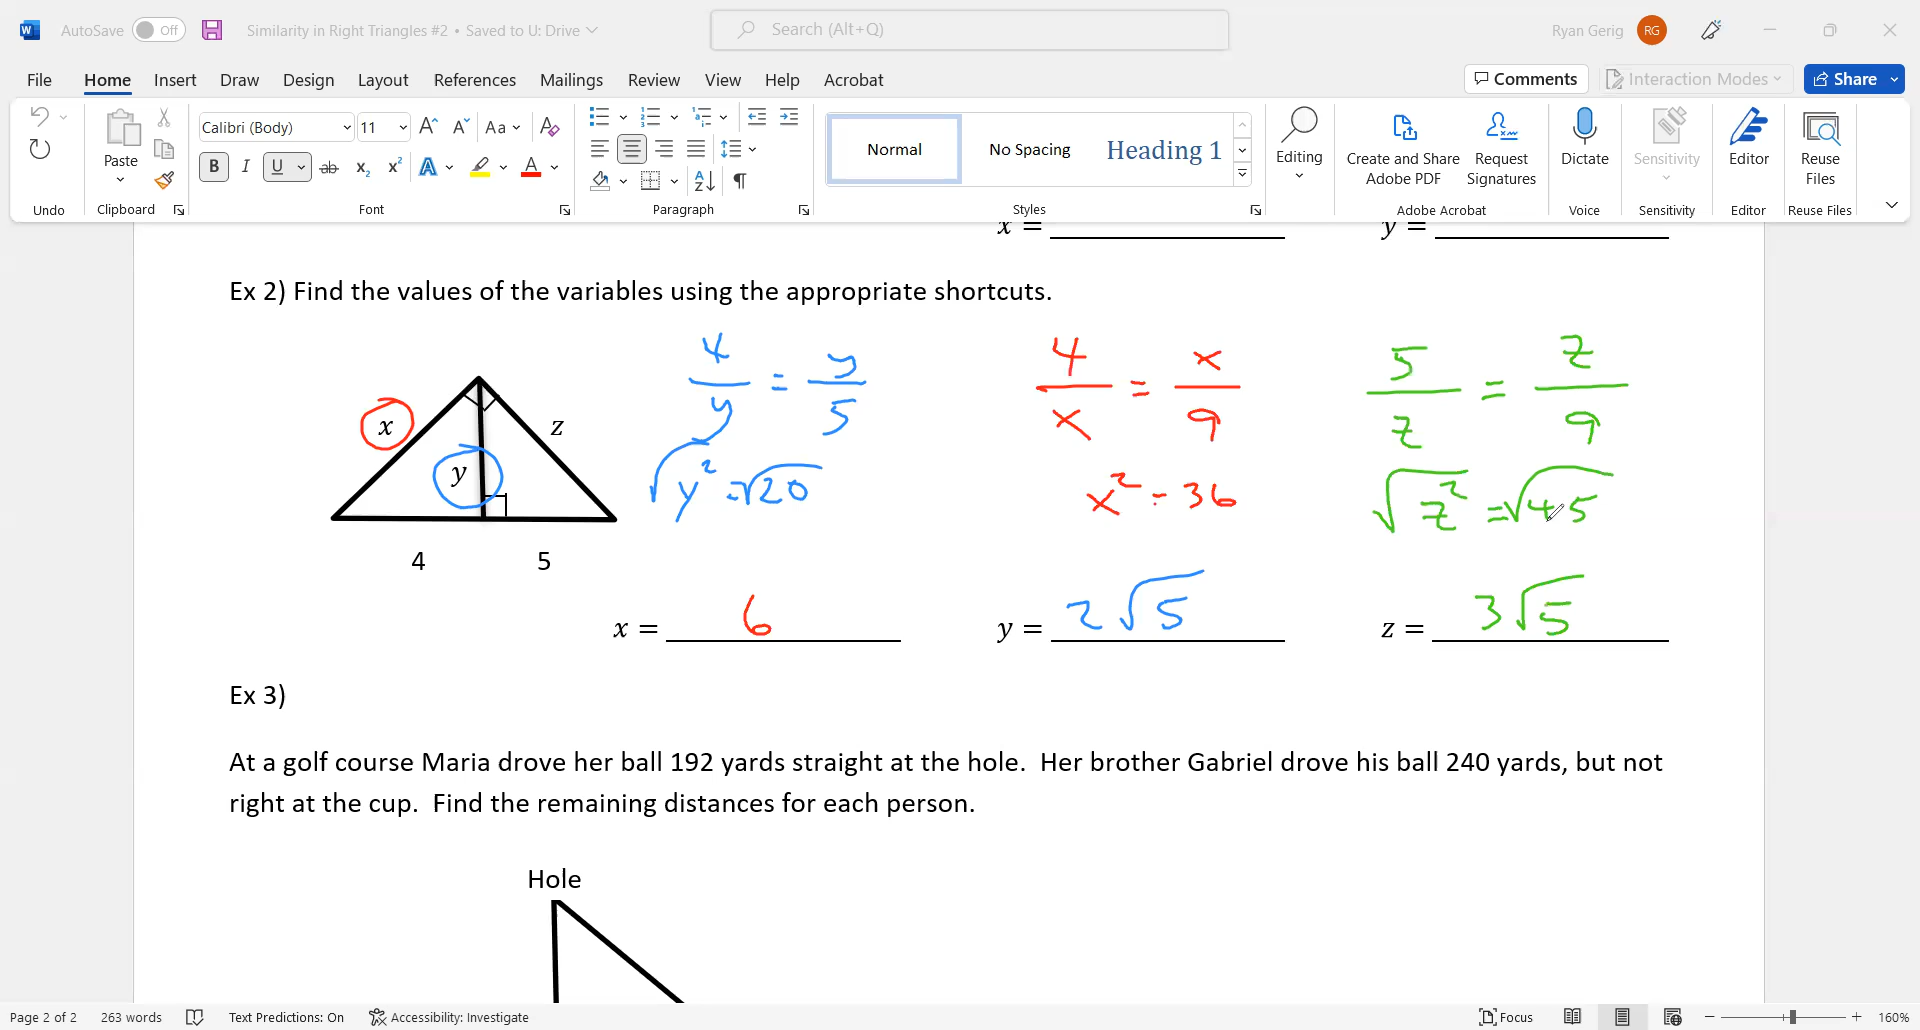 AutoSave Off Similarity in Right Triangles #2 • Saved to U: Drive Search (Alt+Q) Ryan Gerig RG
File Home Insert Draw Design Layout References Mailings Review View Help Acrobat Comments Interaction Modes Share
Calibri (Body) 11 Aa
Paste B I U ab x₂ x² A A Normal No Spacing Heading 1 Editing Create and Share Adobe PDF Request Signatures Dictate Sensitivity Editor Reuse Files
Undo Clipboard Font Paragraph Styles Adobe Acrobat Voice Sensitivity Editor Reuse Files
x = y =
Ex 2) Find the values of the variables using the appropriate shortcuts.
4/y = y/5 4/x = x/9 5/z = z/9
x y z
√y² = √20 x² = 36 √z² = √45
4 5
x = 6 y = 2√5 z = 3√5
Ex 3)
At a golf course Maria drove her ball 192 yards straight at the hole. Her brother Gabriel drove his ball 240 yards, but not
right at the cup. Find the remaining distances for each person.
Hole
Page 2 of 2 263 words Text Predictions: On Accessibility: Investigate Focus 160%